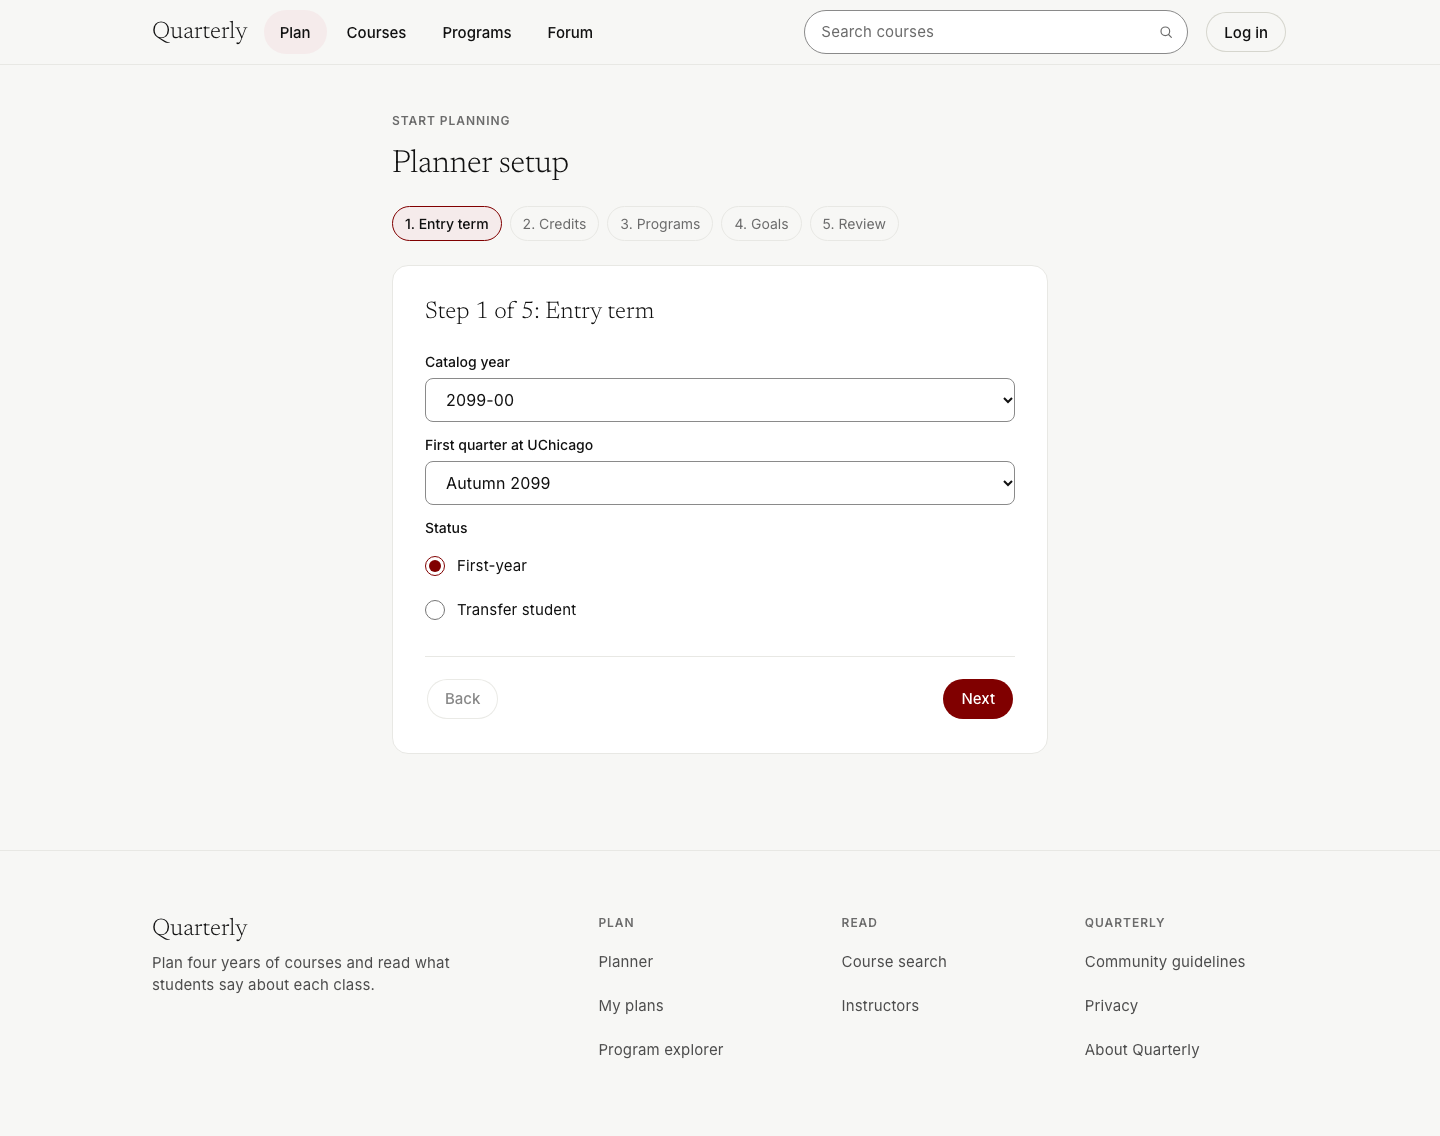 Quarterly
Plan
Courses
Programs
Forum
Search courses
Log in
START PLANNING
Planner setup
1. Entry term
2. Credits
3. Programs
4. Goals
5. Review
Step 1 of 5: Entry term
Catalog year
2099-00
First quarter at UChicago
Autumn 2099
Status
First-year
Transfer student
Back
Next
Quarterly
Plan four years of courses and read what
students say about each class.
PLAN
Planner
My plans
Program explorer
READ
Course search
Instructors
QUARTERLY
Community guidelines
Privacy
About Quarterly